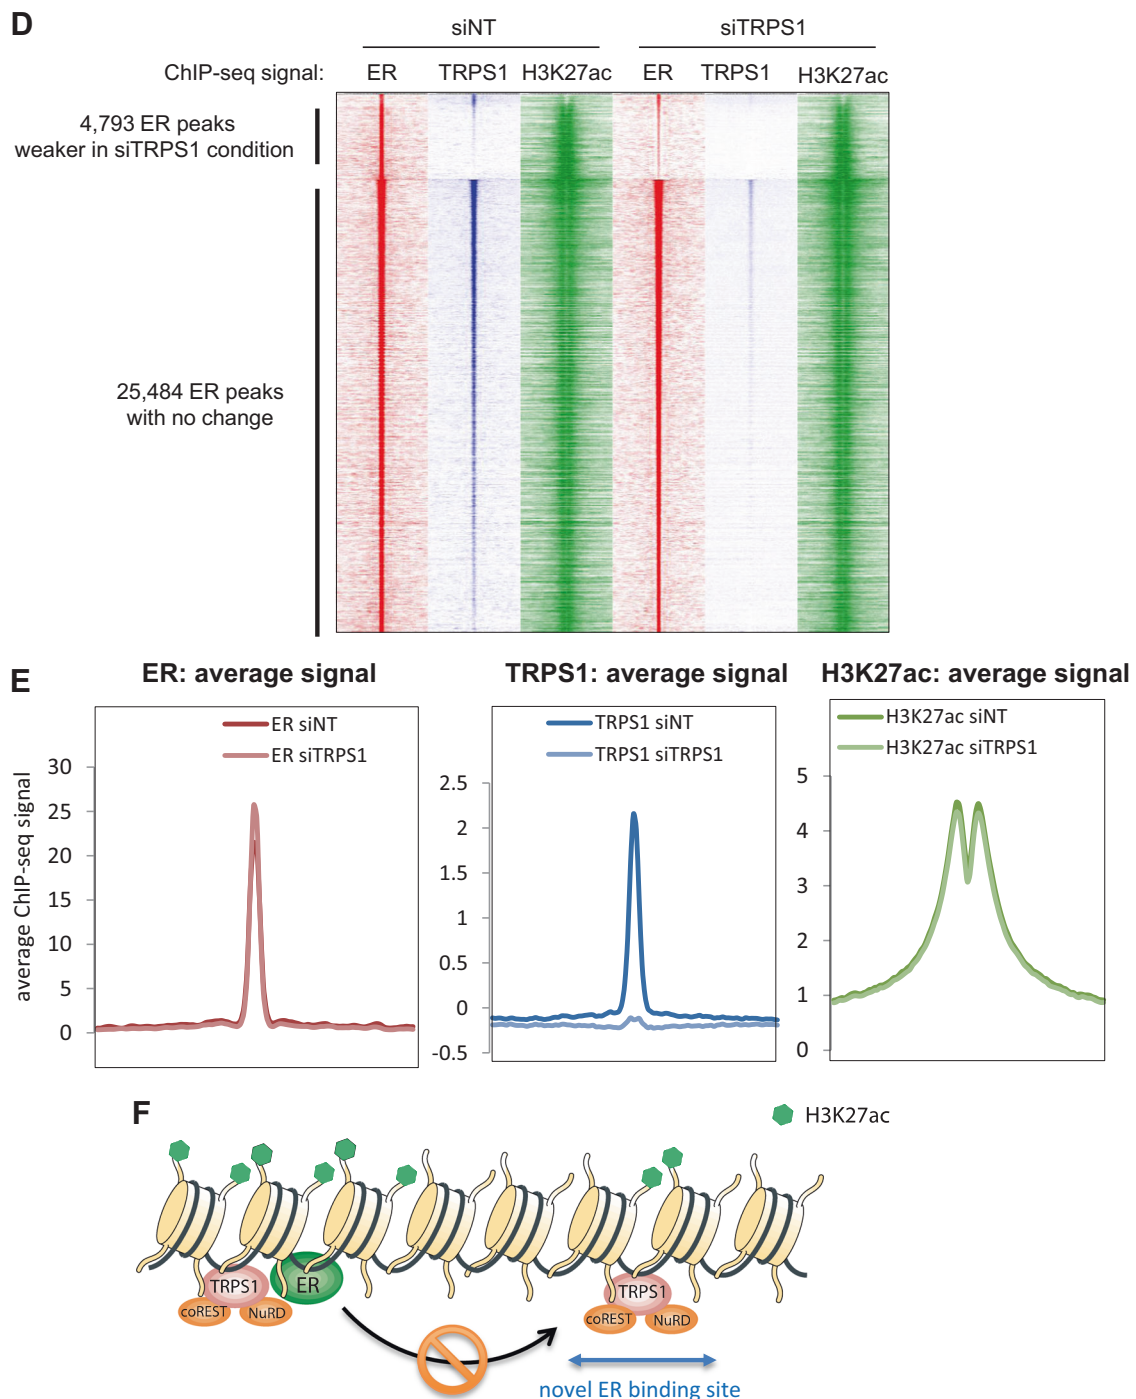 D
siNT
siTRPS1
ChIP-seq signal:
ER
TRPS1
H3K27ac
ER
TRPS1
H3K27ac
4,793 ER peaks
weaker in siTRPS1 condition
25,484 ER peaks
with no change
E
ER: average signal
TRPS1: average signal
H3K27ac: average signal
average ChIP-seq signal
ER siNT
ER siTRPS1
30
25
20
15
10
5
0
TRPS1 siNT
TRPS1 siTRPS1
2.5
2
1.5
1
0.5
0
-0.5
H3K27ac siNT
H3K27ac siTRPS1
5
4
3
2
1
0
F
H3K27ac
TRPS1
ER
coREST
NuRD
TRPS1
coREST
NuRD
novel ER binding site